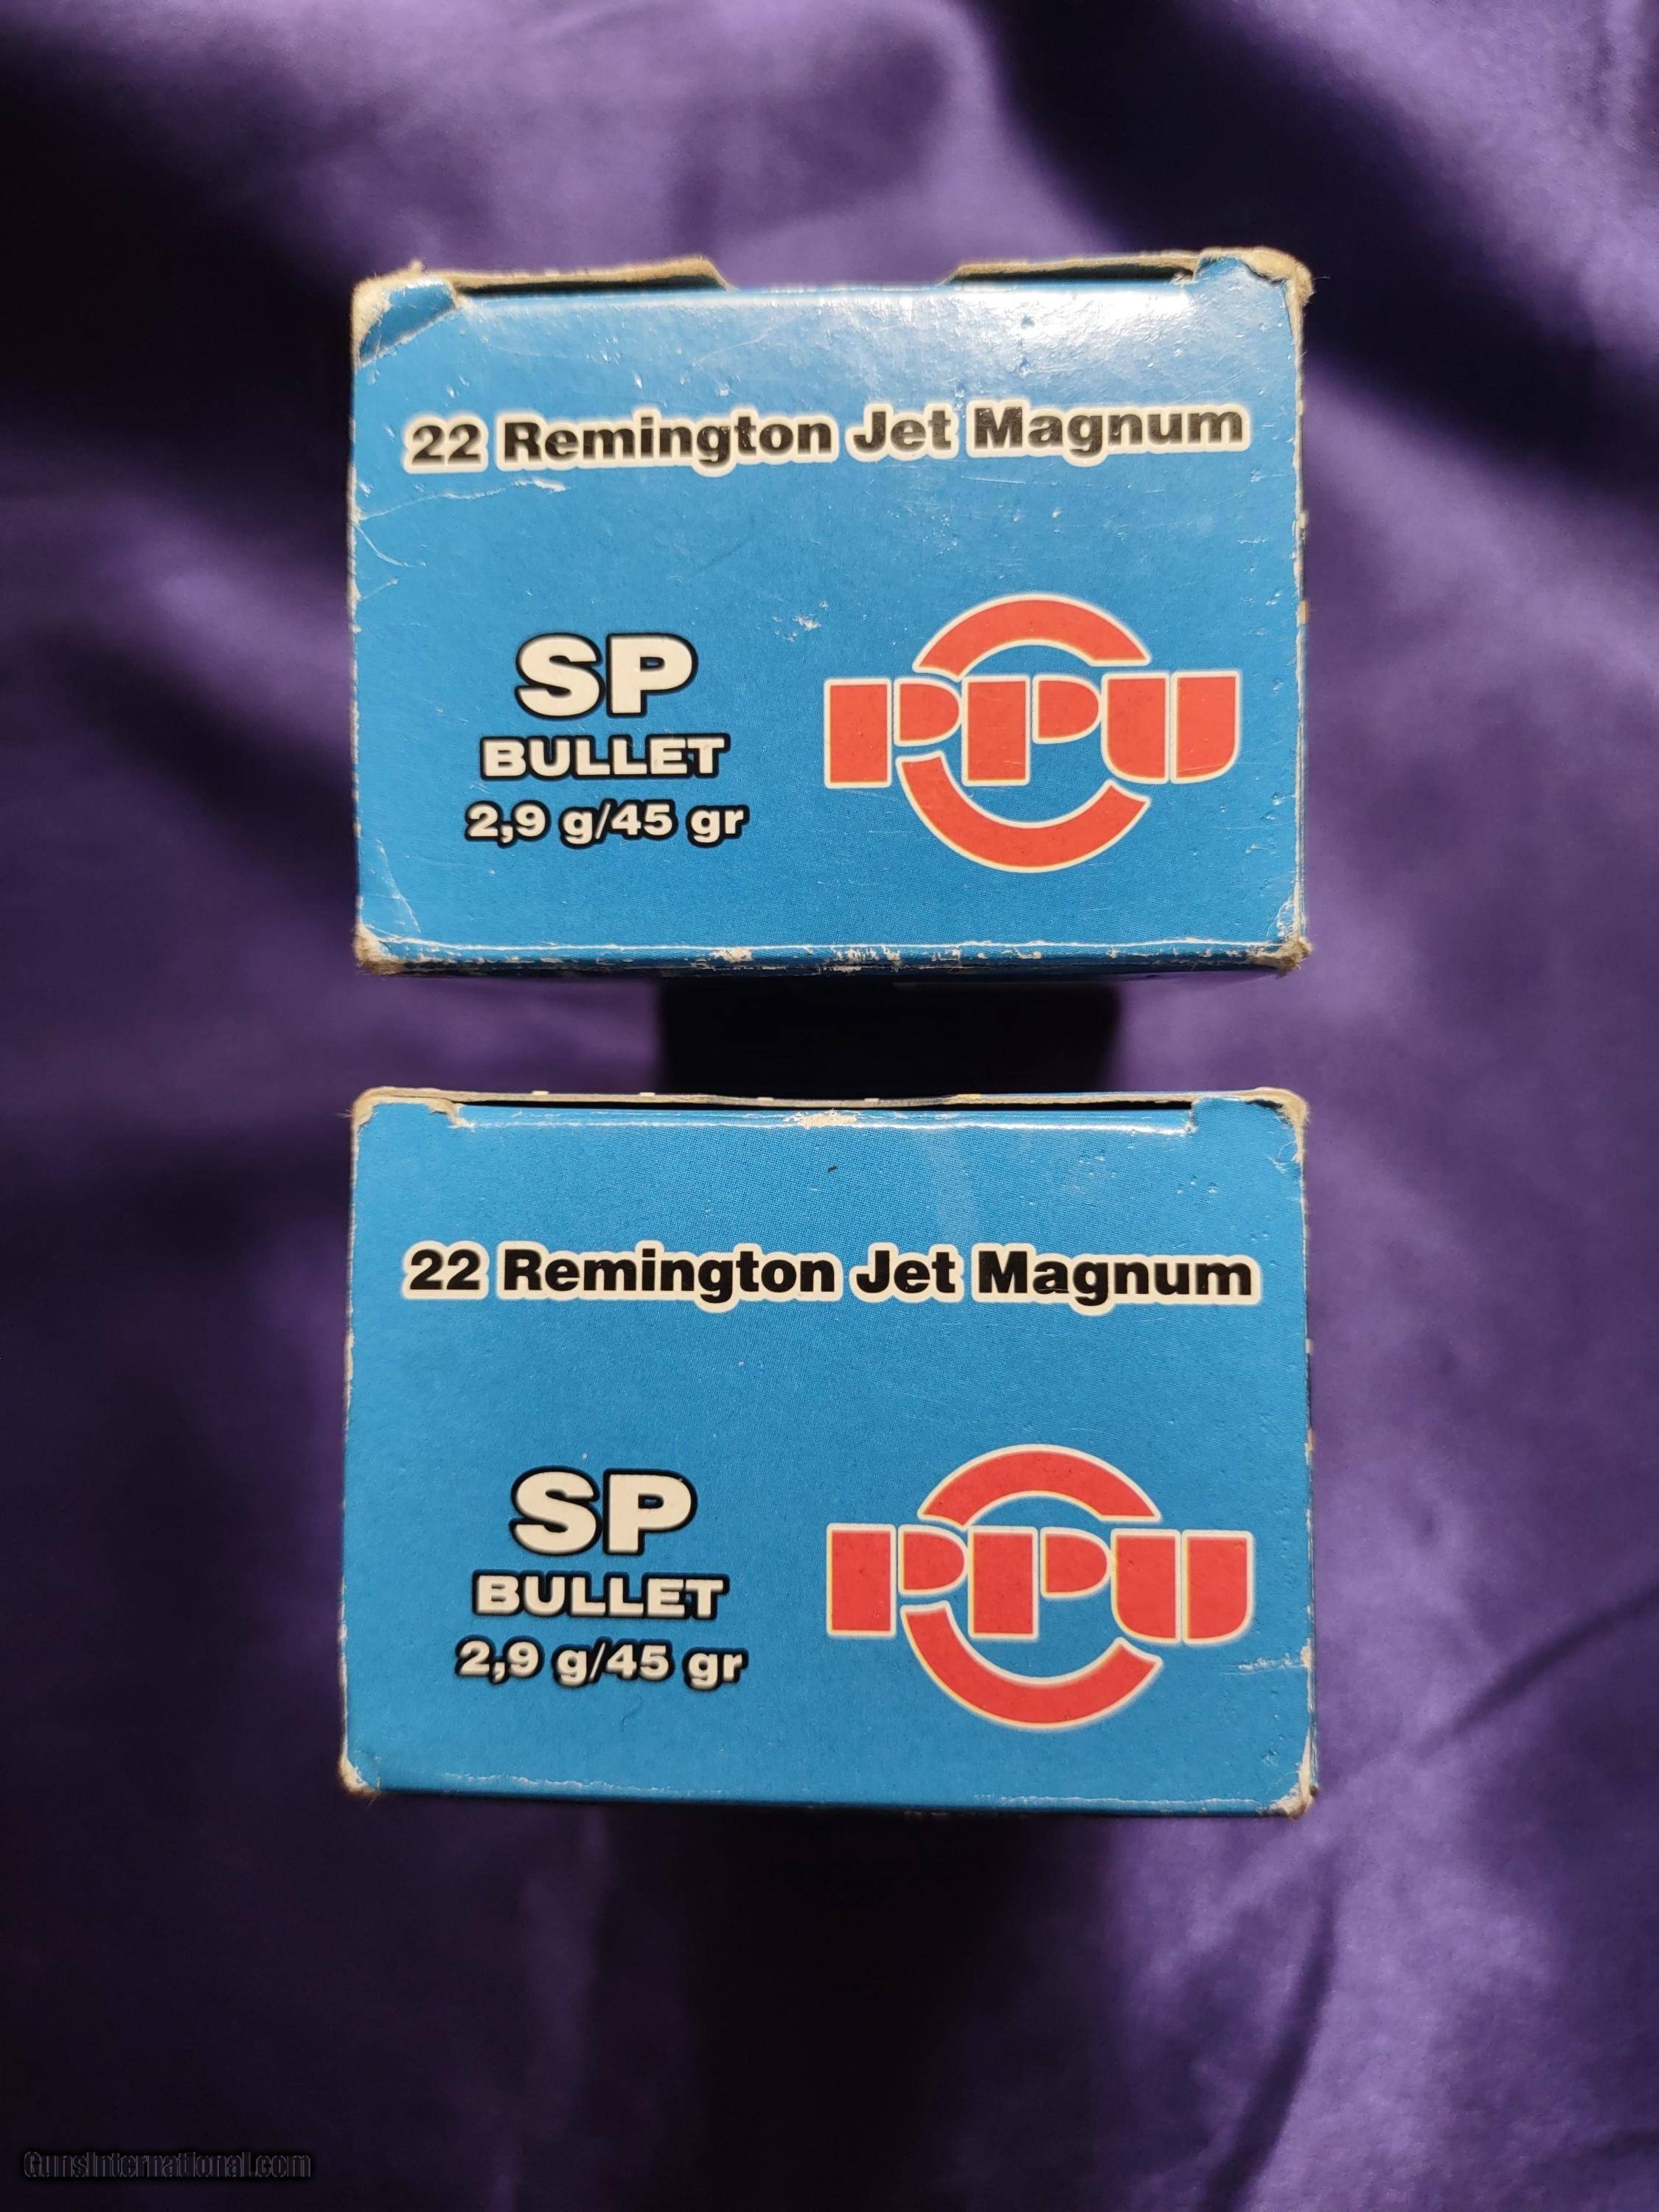 22 Remington Jet Magnum
SP
BULLET
2,9 g/45 gr
PPU
22 Remington Jet Magnum
SP
BULLET
2,9 g/45 gr
PPU
GunsInternational.com